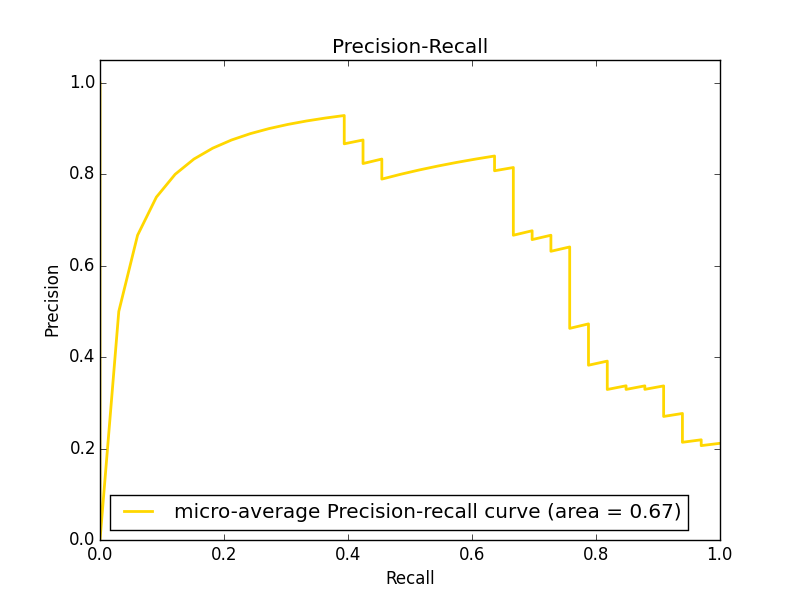 Precision-Recall
1.0
0.8
0.6
0.4
0.2
0.0
Precision
micro-average Precision-recall curve (area = 0.67)
0.0 0.2 0.4 0.6 0.8 1.0
Recall